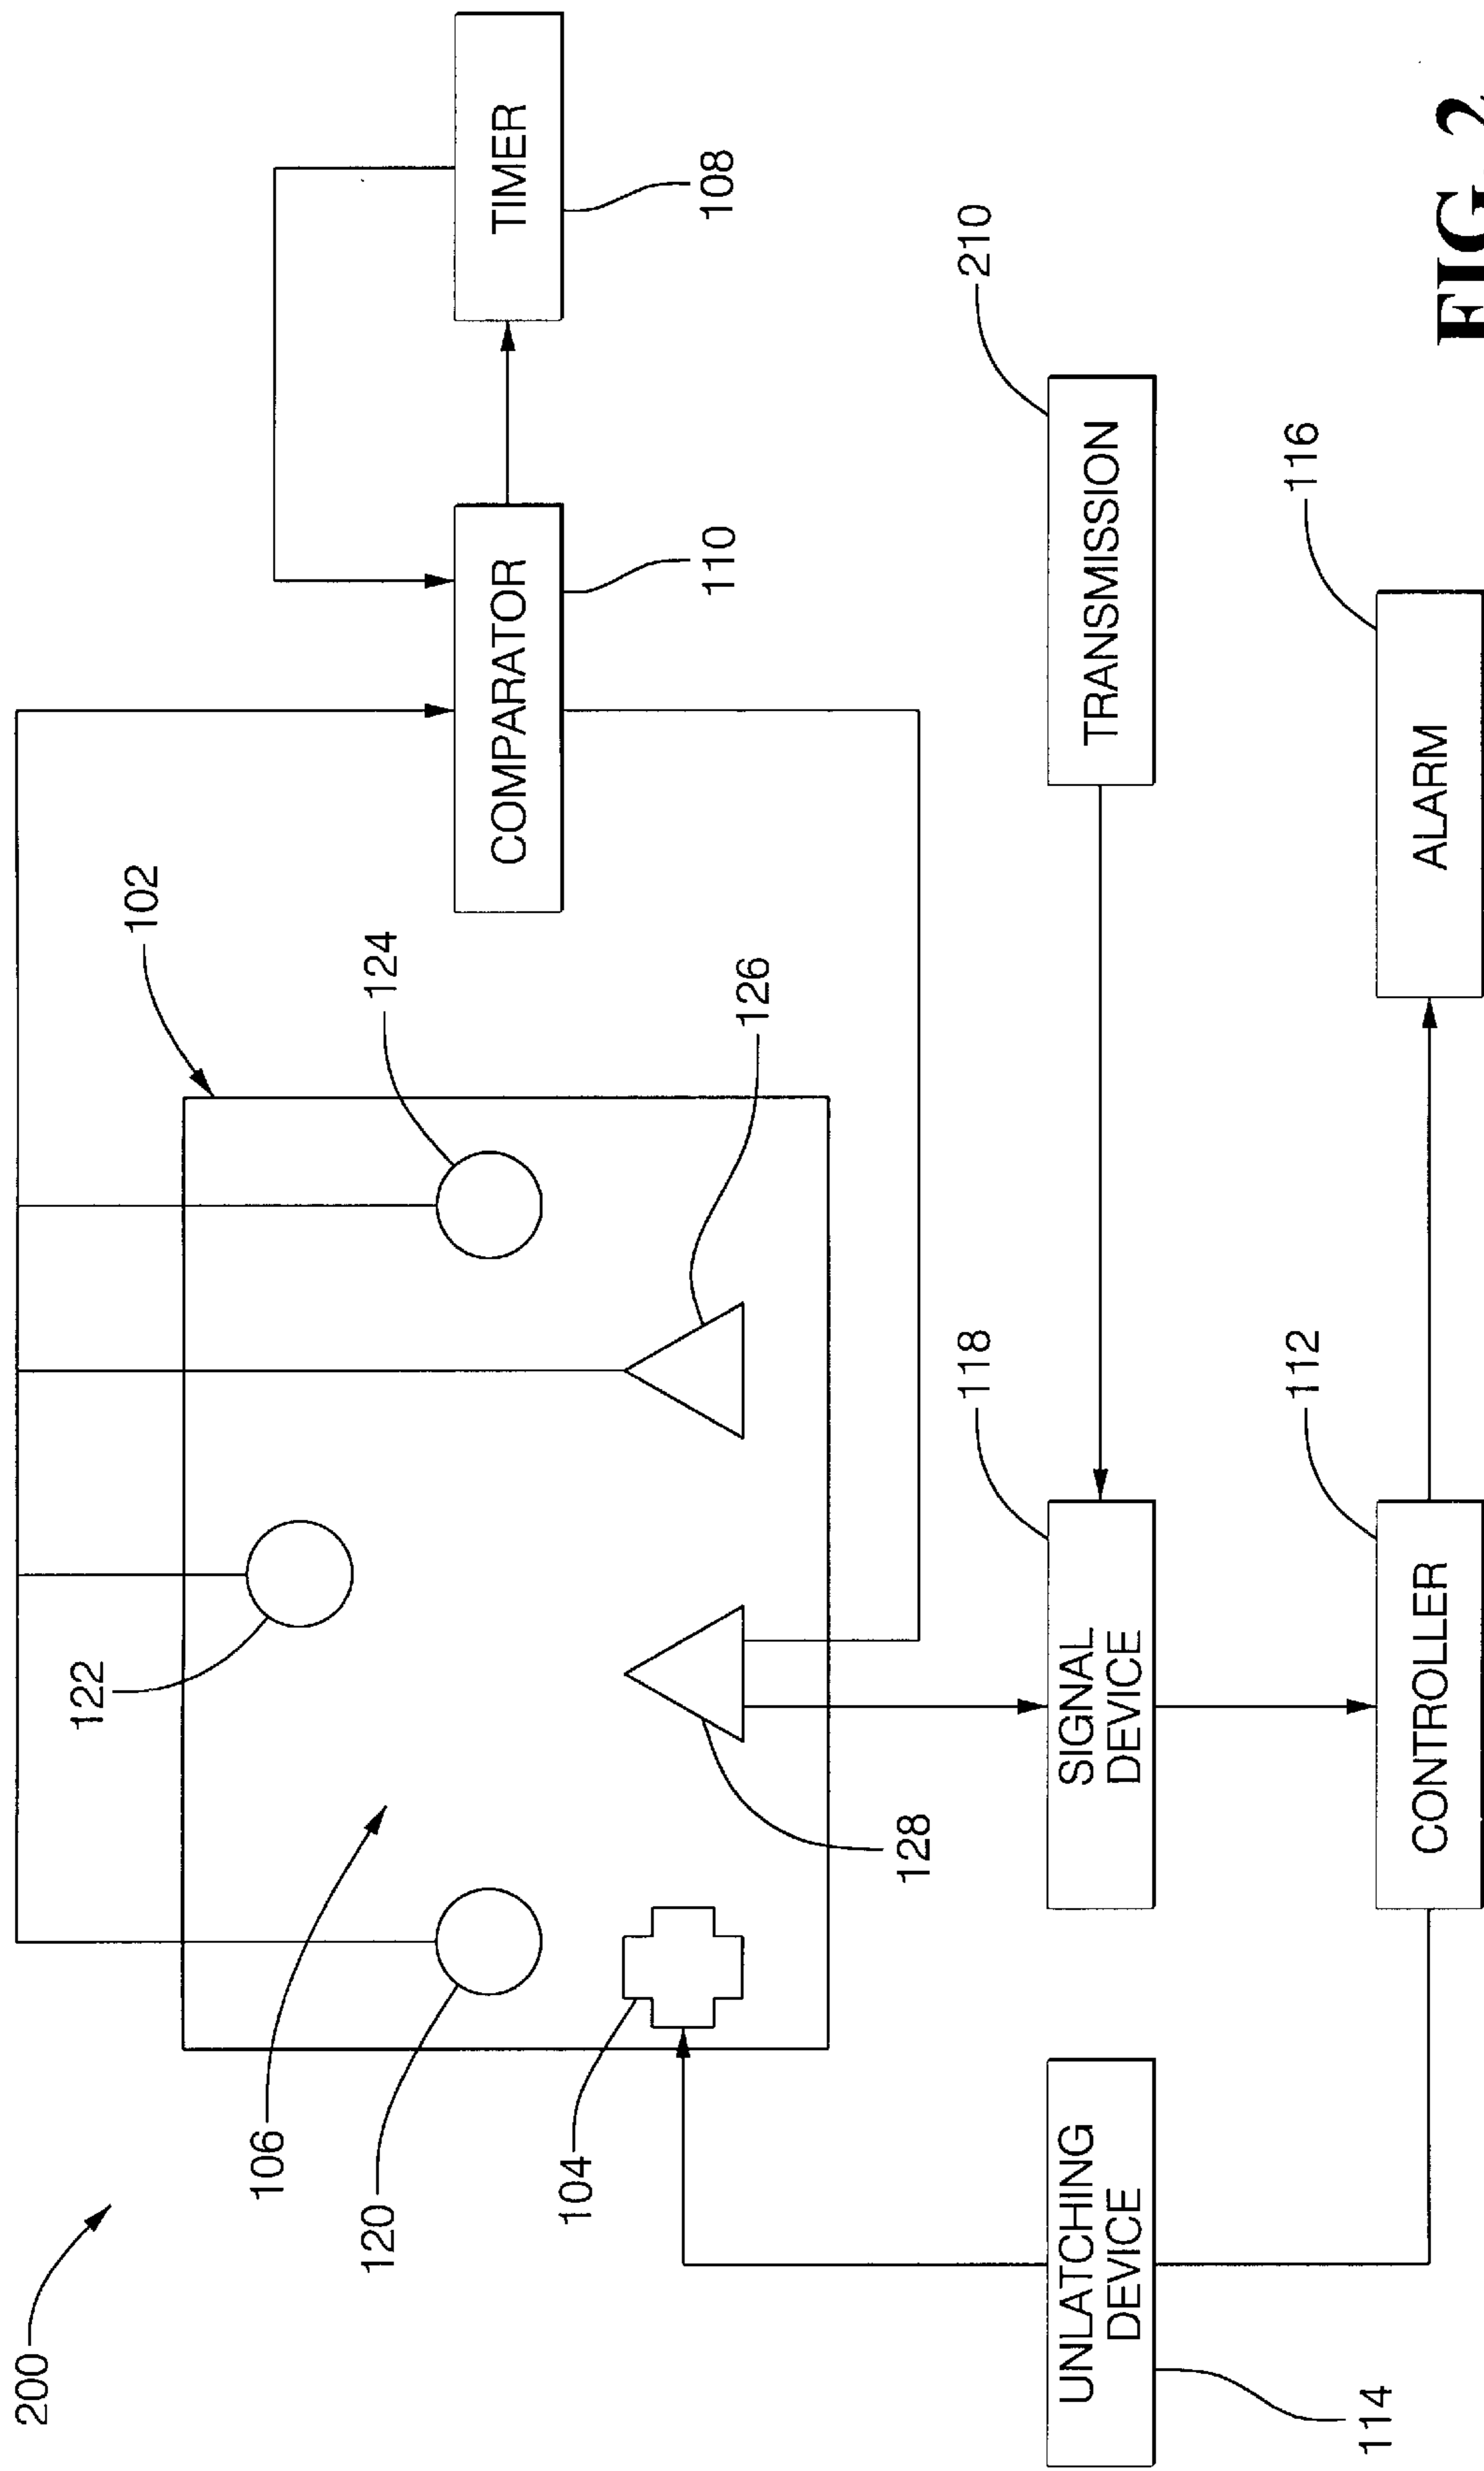 200
106
120
104
122
102
124
126
128
COMPARATOR
110
TIMER
108
TRANSMISSION
210
SIGNAL
DEVICE
118
UNLATCHING
DEVICE
114
CONTROLLER
112
ALARM
116
FIG. 2